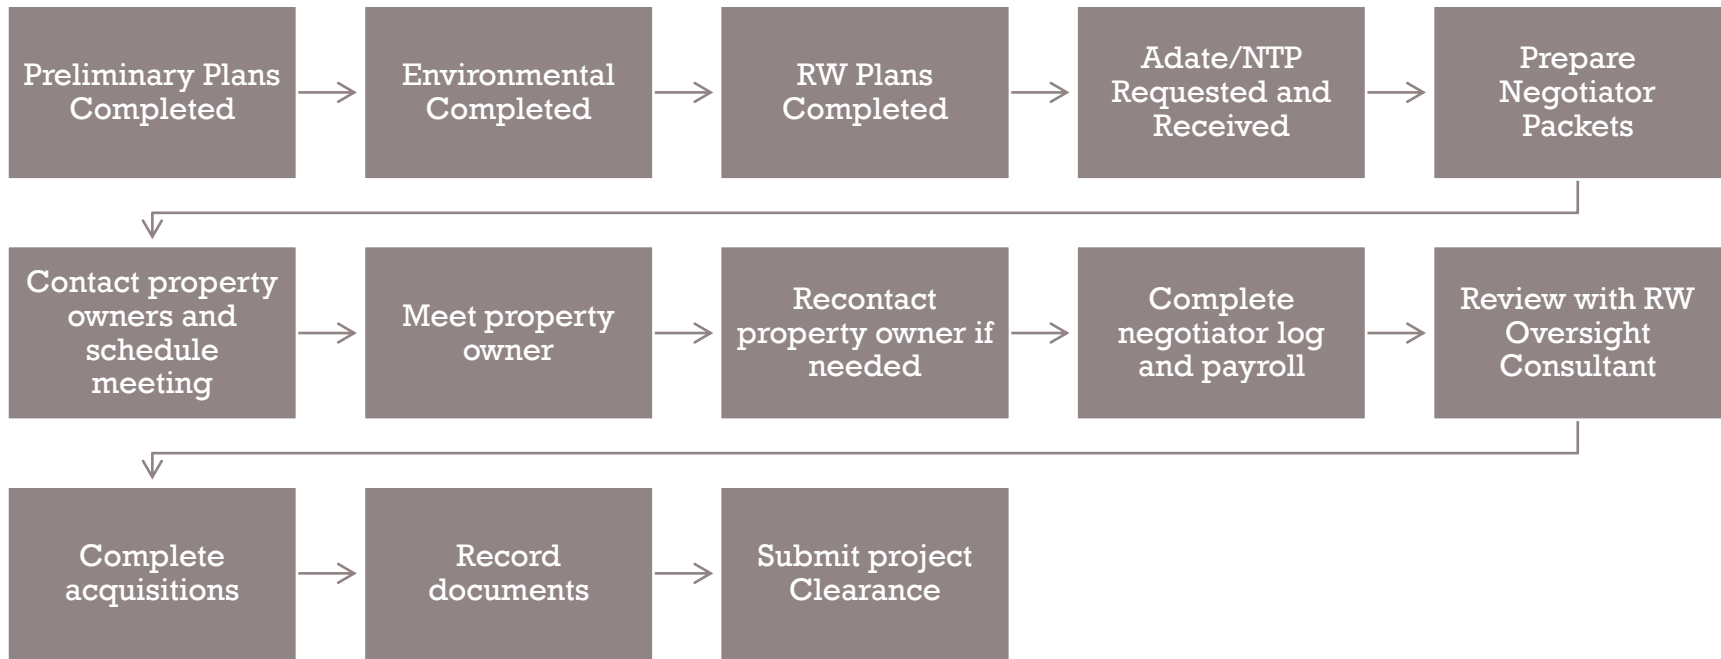 Preliminary Plans
Completed
Environmental
Completed
RW Plans
Completed
Adate/NTP
Requested and
Received
Prepare
Negotiator
Packets
Contact property
owners and
schedule
meeting
Meet property
owner
Recontact
property owner if
needed
Complete
negotiator log
and payroll
Review with RW
Oversight
Consultant
Complete
acquisitions
Record
documents
Submit project
Clearance